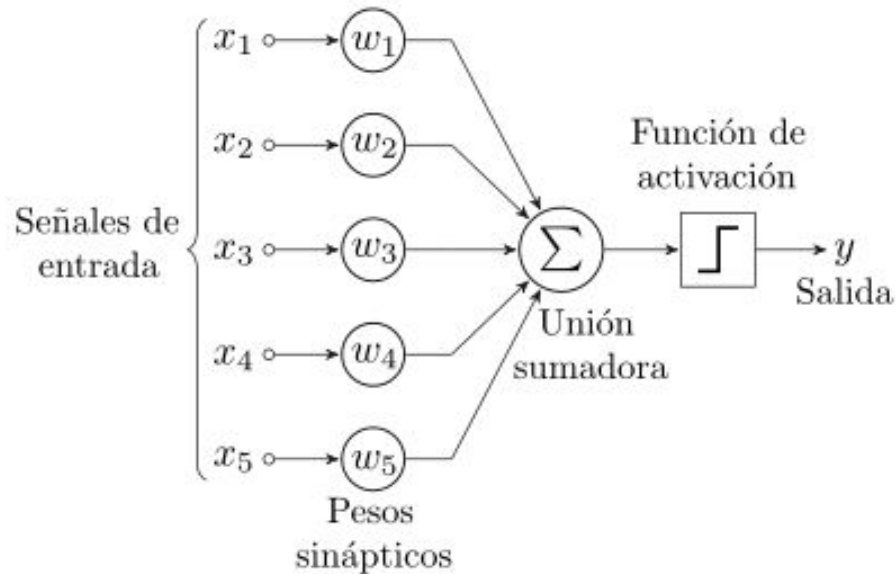 x₁ w₁
x₂ w₂
Función de
activación
Señales de
entrada
x₃ w₃ Σ y
Salida
Unión
sumadora
x₄ w₄
x₅ w₅
Pesos
sinápticos